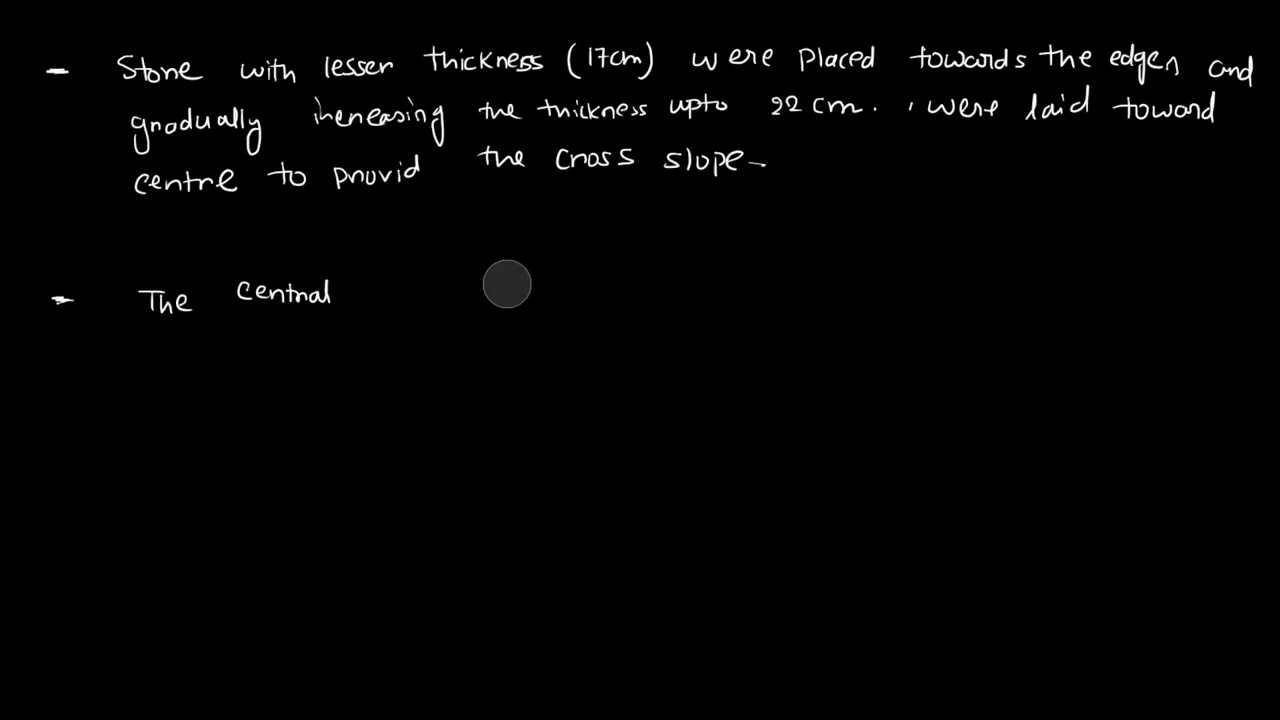 - Stone with lesser thickness (17cm) were placed towards the edges and
gradually increasing the thickness upto 22 cm. , were laid toward
centre to provid the cross slope-
- The central